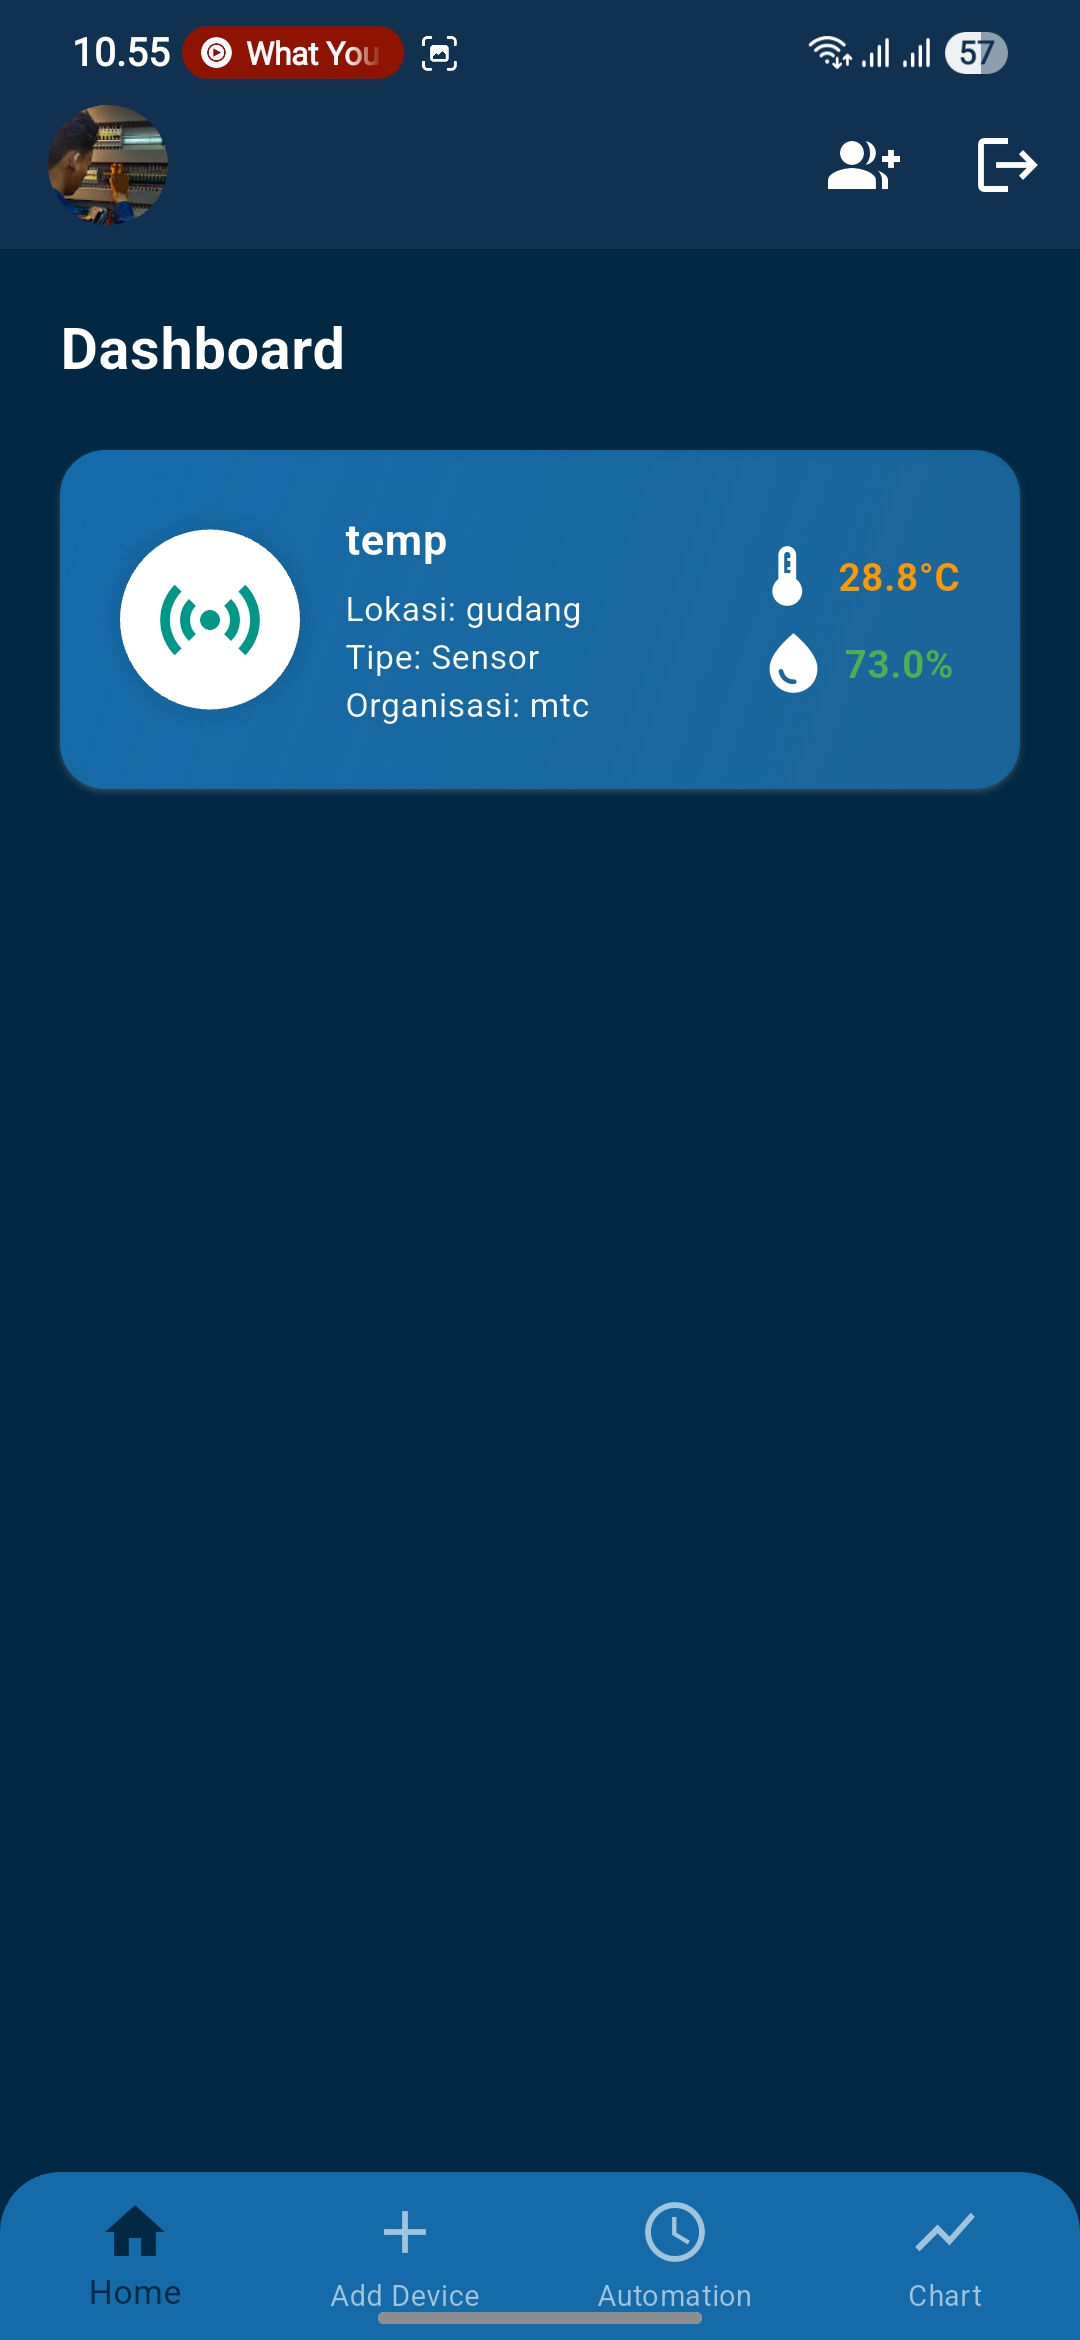 10.55 What You 57
Dashboard
temp
Lokasi: gudang
Tipe: Sensor
Organisasi: mtc
28.8°C
73.0%
Home
Add Device
Automation
Chart